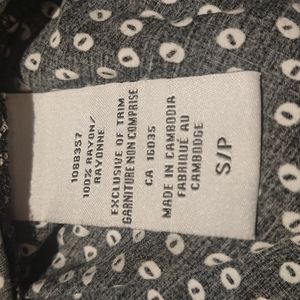 1088357
100% RAYON/
RAYONNE
EXCLUSIVE OF TRIM
GARNITURE NON COMPRISE
CA 16035
MADE IN CAMBODIA
FABRIQUÉ AU
CAMBODGE
S/P